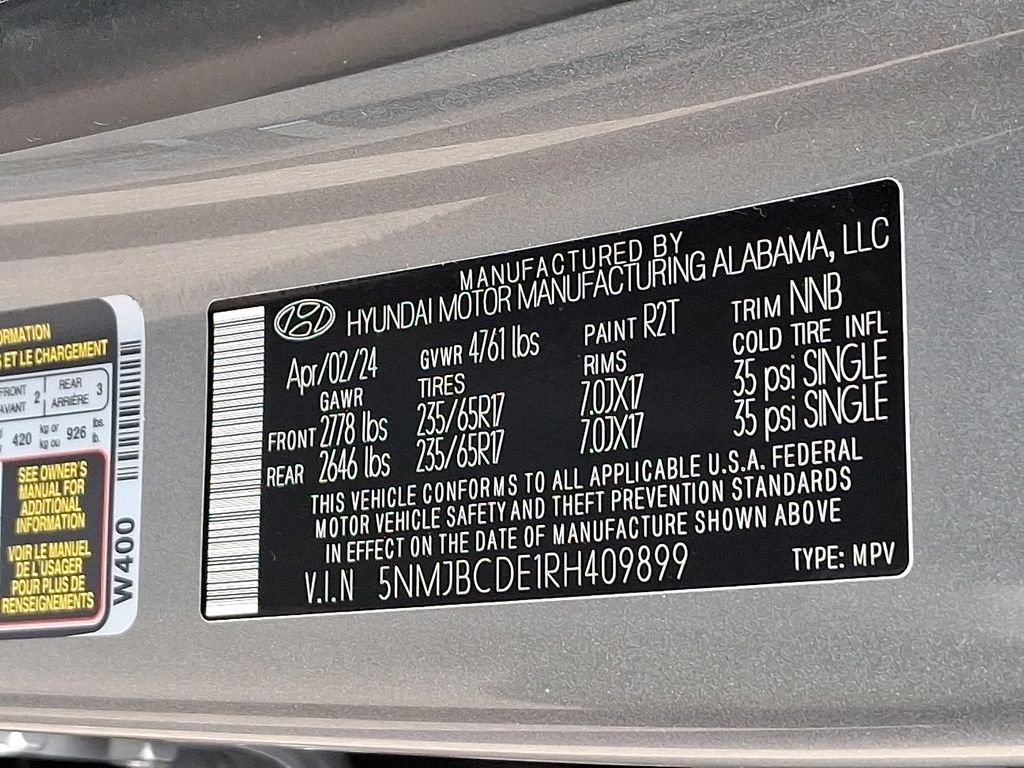 ORMATION
S ET LE CHARGEMENT
FRONT
AVANT 2 REAR
ARRIÈRE 3
420 kg or
kg ou 926 lbs.
lb.
SEE OWNER'S
MANUAL FOR
ADDITIONAL
INFORMATION
VOIR LE MANUEL
DE L'USAGER
POUR PLUS DE
RENSEIGNEMENTS
W400
MANUFACTURED BY
HYUNDAI MOTOR MANUFACTURING ALABAMA, LLC
Apr/02/24 GVWR 4761 lbs PAINT R2T TRIM NNB
GAWR TIRES RIMS COLD TIRE INFL
FRONT 2778 lbs 235/65R17 7.0JX17 35 psi SINGLE
REAR 2646 lbs 235/65R17 7.0JX17 35 psi SINGLE
THIS VEHICLE CONFORMS TO ALL APPLICABLE U.S.A. FEDERAL
MOTOR VEHICLE SAFETY AND THEFT PREVENTION STANDARDS
IN EFFECT ON THE DATE OF MANUFACTURE SHOWN ABOVE
V.I.N 5NMJBCDE1RH409899 TYPE: MPV